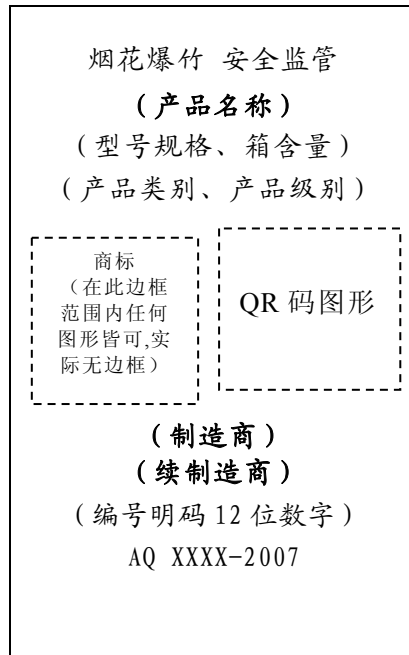 烟花爆竹 安全监管
（产品名称）
（型号规格、箱含量）
（产品类别、产品级别）
商标
（在此边框
范围内任何
图形皆可,实
际无边框）
QR 码图形
（制造商）
（续制造商）
（编号明码 12 位数字）
AQ XXXX—2007